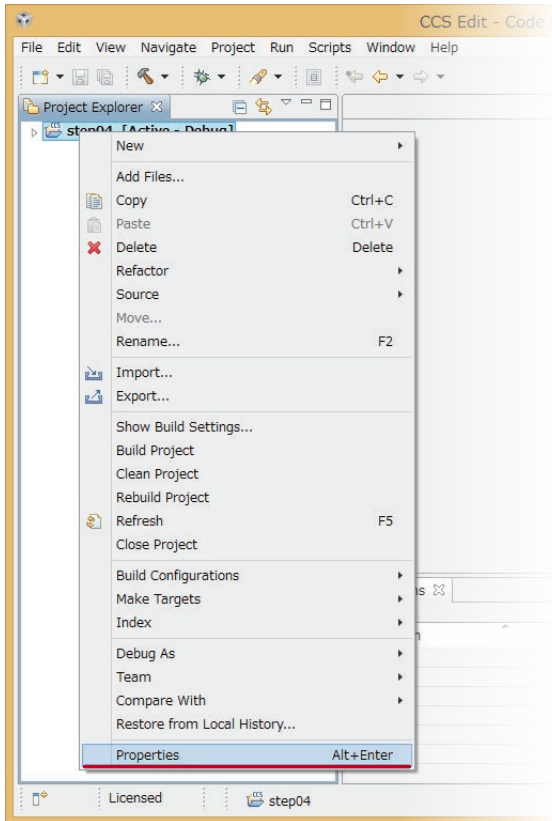 CCS Edit - Code
File Edit View Navigate Project Run Scripts Window Help
Project Explorer
step04 [Active - Debug]
New
Add Files...
Copy Ctrl+C
Paste Ctrl+V
Delete Delete
Refactor
Source
Move...
Rename... F2
Import...
Export...
Show Build Settings...
Build Project
Clean Project
Rebuild Project
Refresh F5
Close Project
Build Configurations
Make Targets
Index
Debug As
Team
Compare With
Restore from Local History...
Properties Alt+Enter
Licensed step04